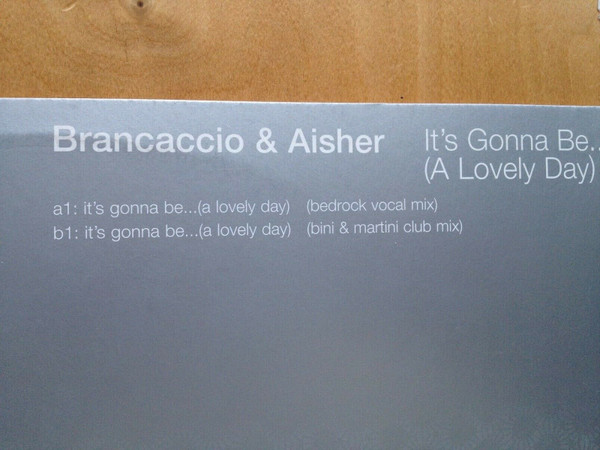 Brancaccio & Aisher
It's Gonna Be..
(A Lovely Day)
a1: it's gonna be...(a lovely day) (bedrock vocal mix)
b1: it's gonna be...(a lovely day) (bini & martini club mix)